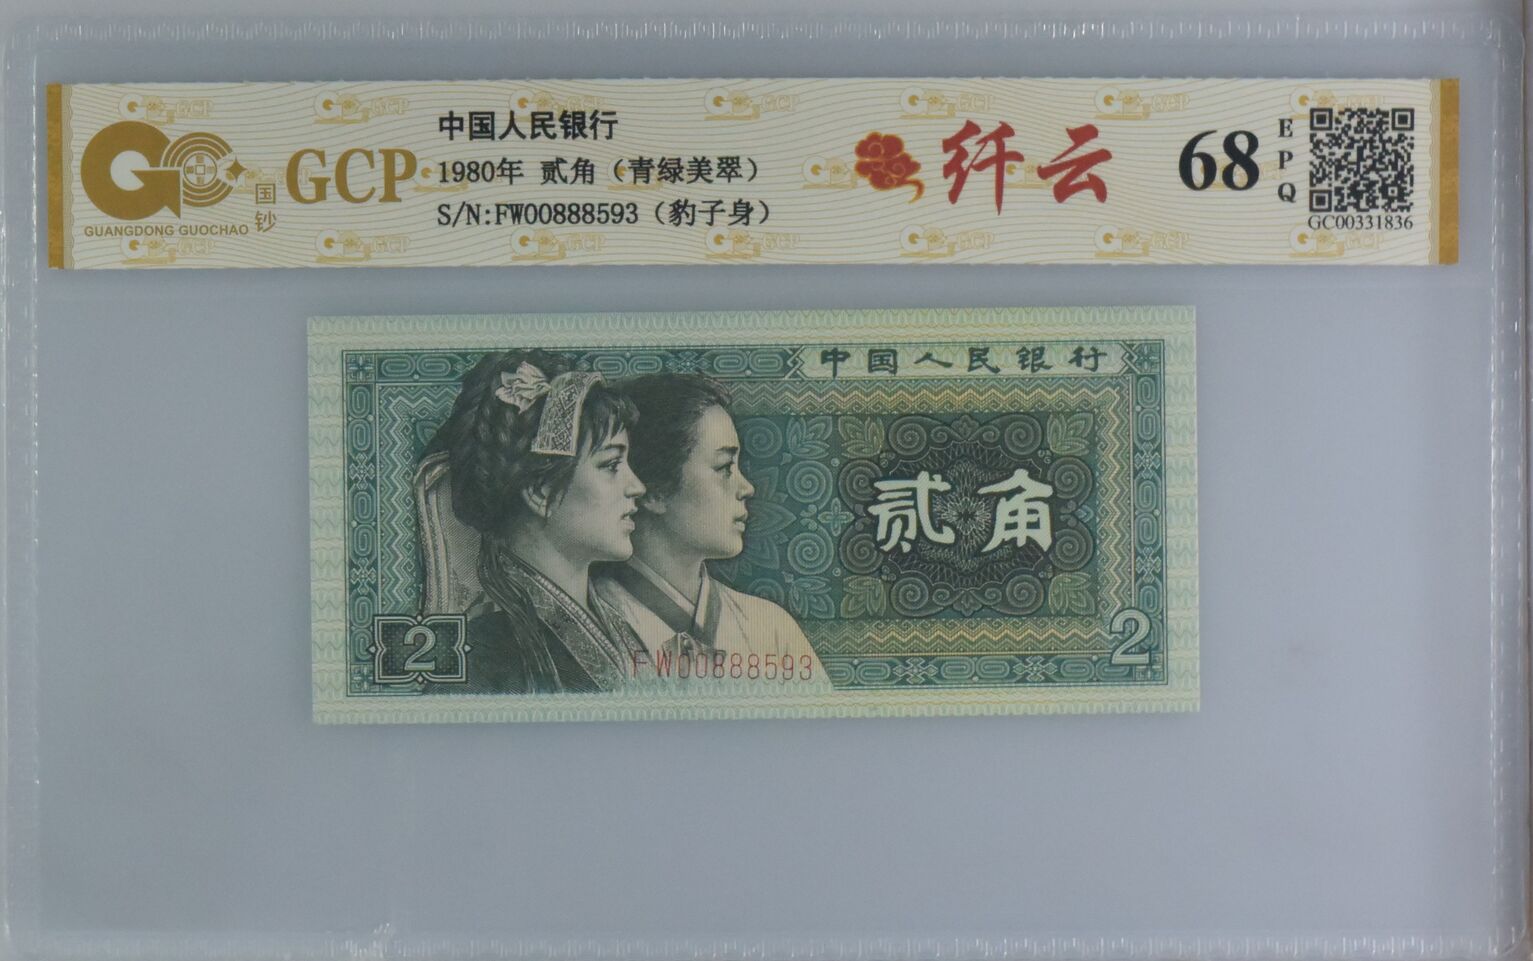 GUANGDONG GUOCHAO
国钞
GCP
中国人民银行
1980年 贰角（青绿美翠）
S/N:FW00888593（豹子身）
纤云
68
EPQ
GC00331836
中国人民银行
贰角
2
2
FW00888593